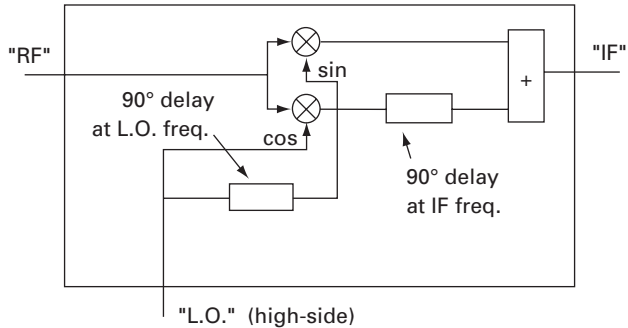 "RF"
"IF"
sin
+
90° delay
at L.O. freq.
cos
90° delay
at IF freq.
"L.O." (high-side)